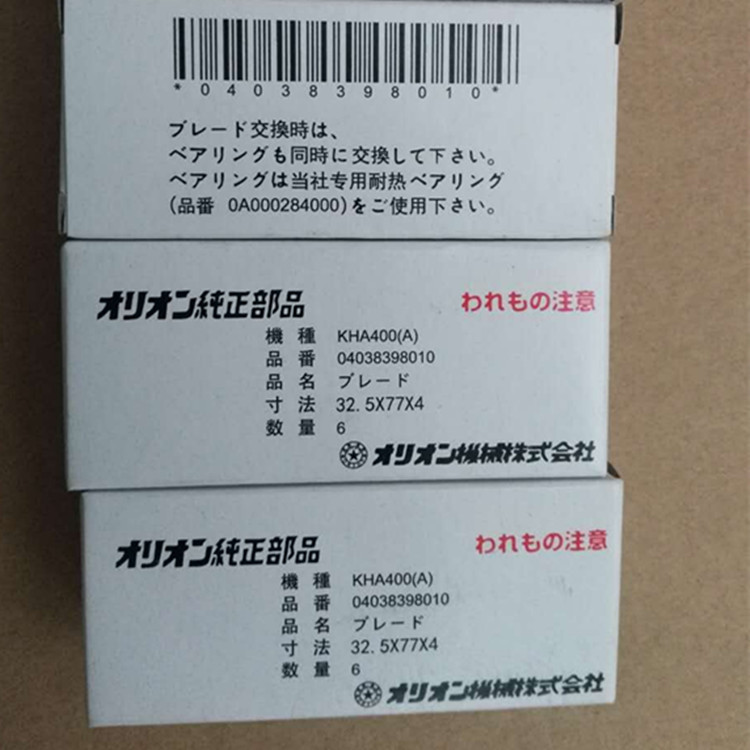 *04038398010*
ブレード交換時は、
ベアリングも同時に交換して下さい。
ベアリングは当社専用耐熱ベアリング
(品番 0A000284000)をご使用下さい。
オリオン純正部品 われもの注意
機種 KHA400(A)
品番 04038398010
品名 ブレード
寸法 32.5X77X4
数量 6
オリオン機械株式会社
オリオン純正部品 われもの注意
機種 KHA400(A)
品番 04038398010
品名 ブレード
寸法 32.5X77X4
数量 6
オリオン機械株式会社